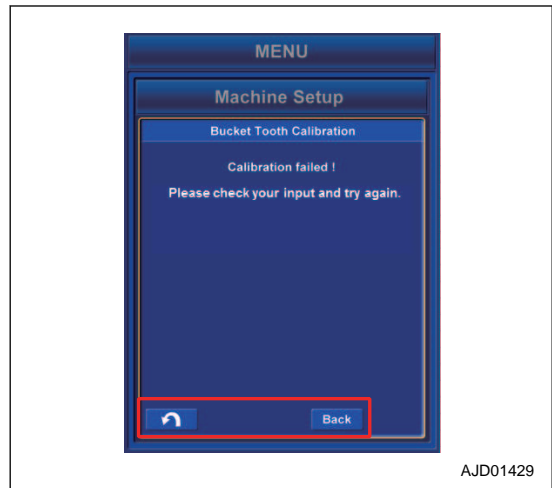 MENU
Machine Setup
Bucket Tooth Calibration
Calibration failed !
Please check your input and try again.
Back
AJD01429